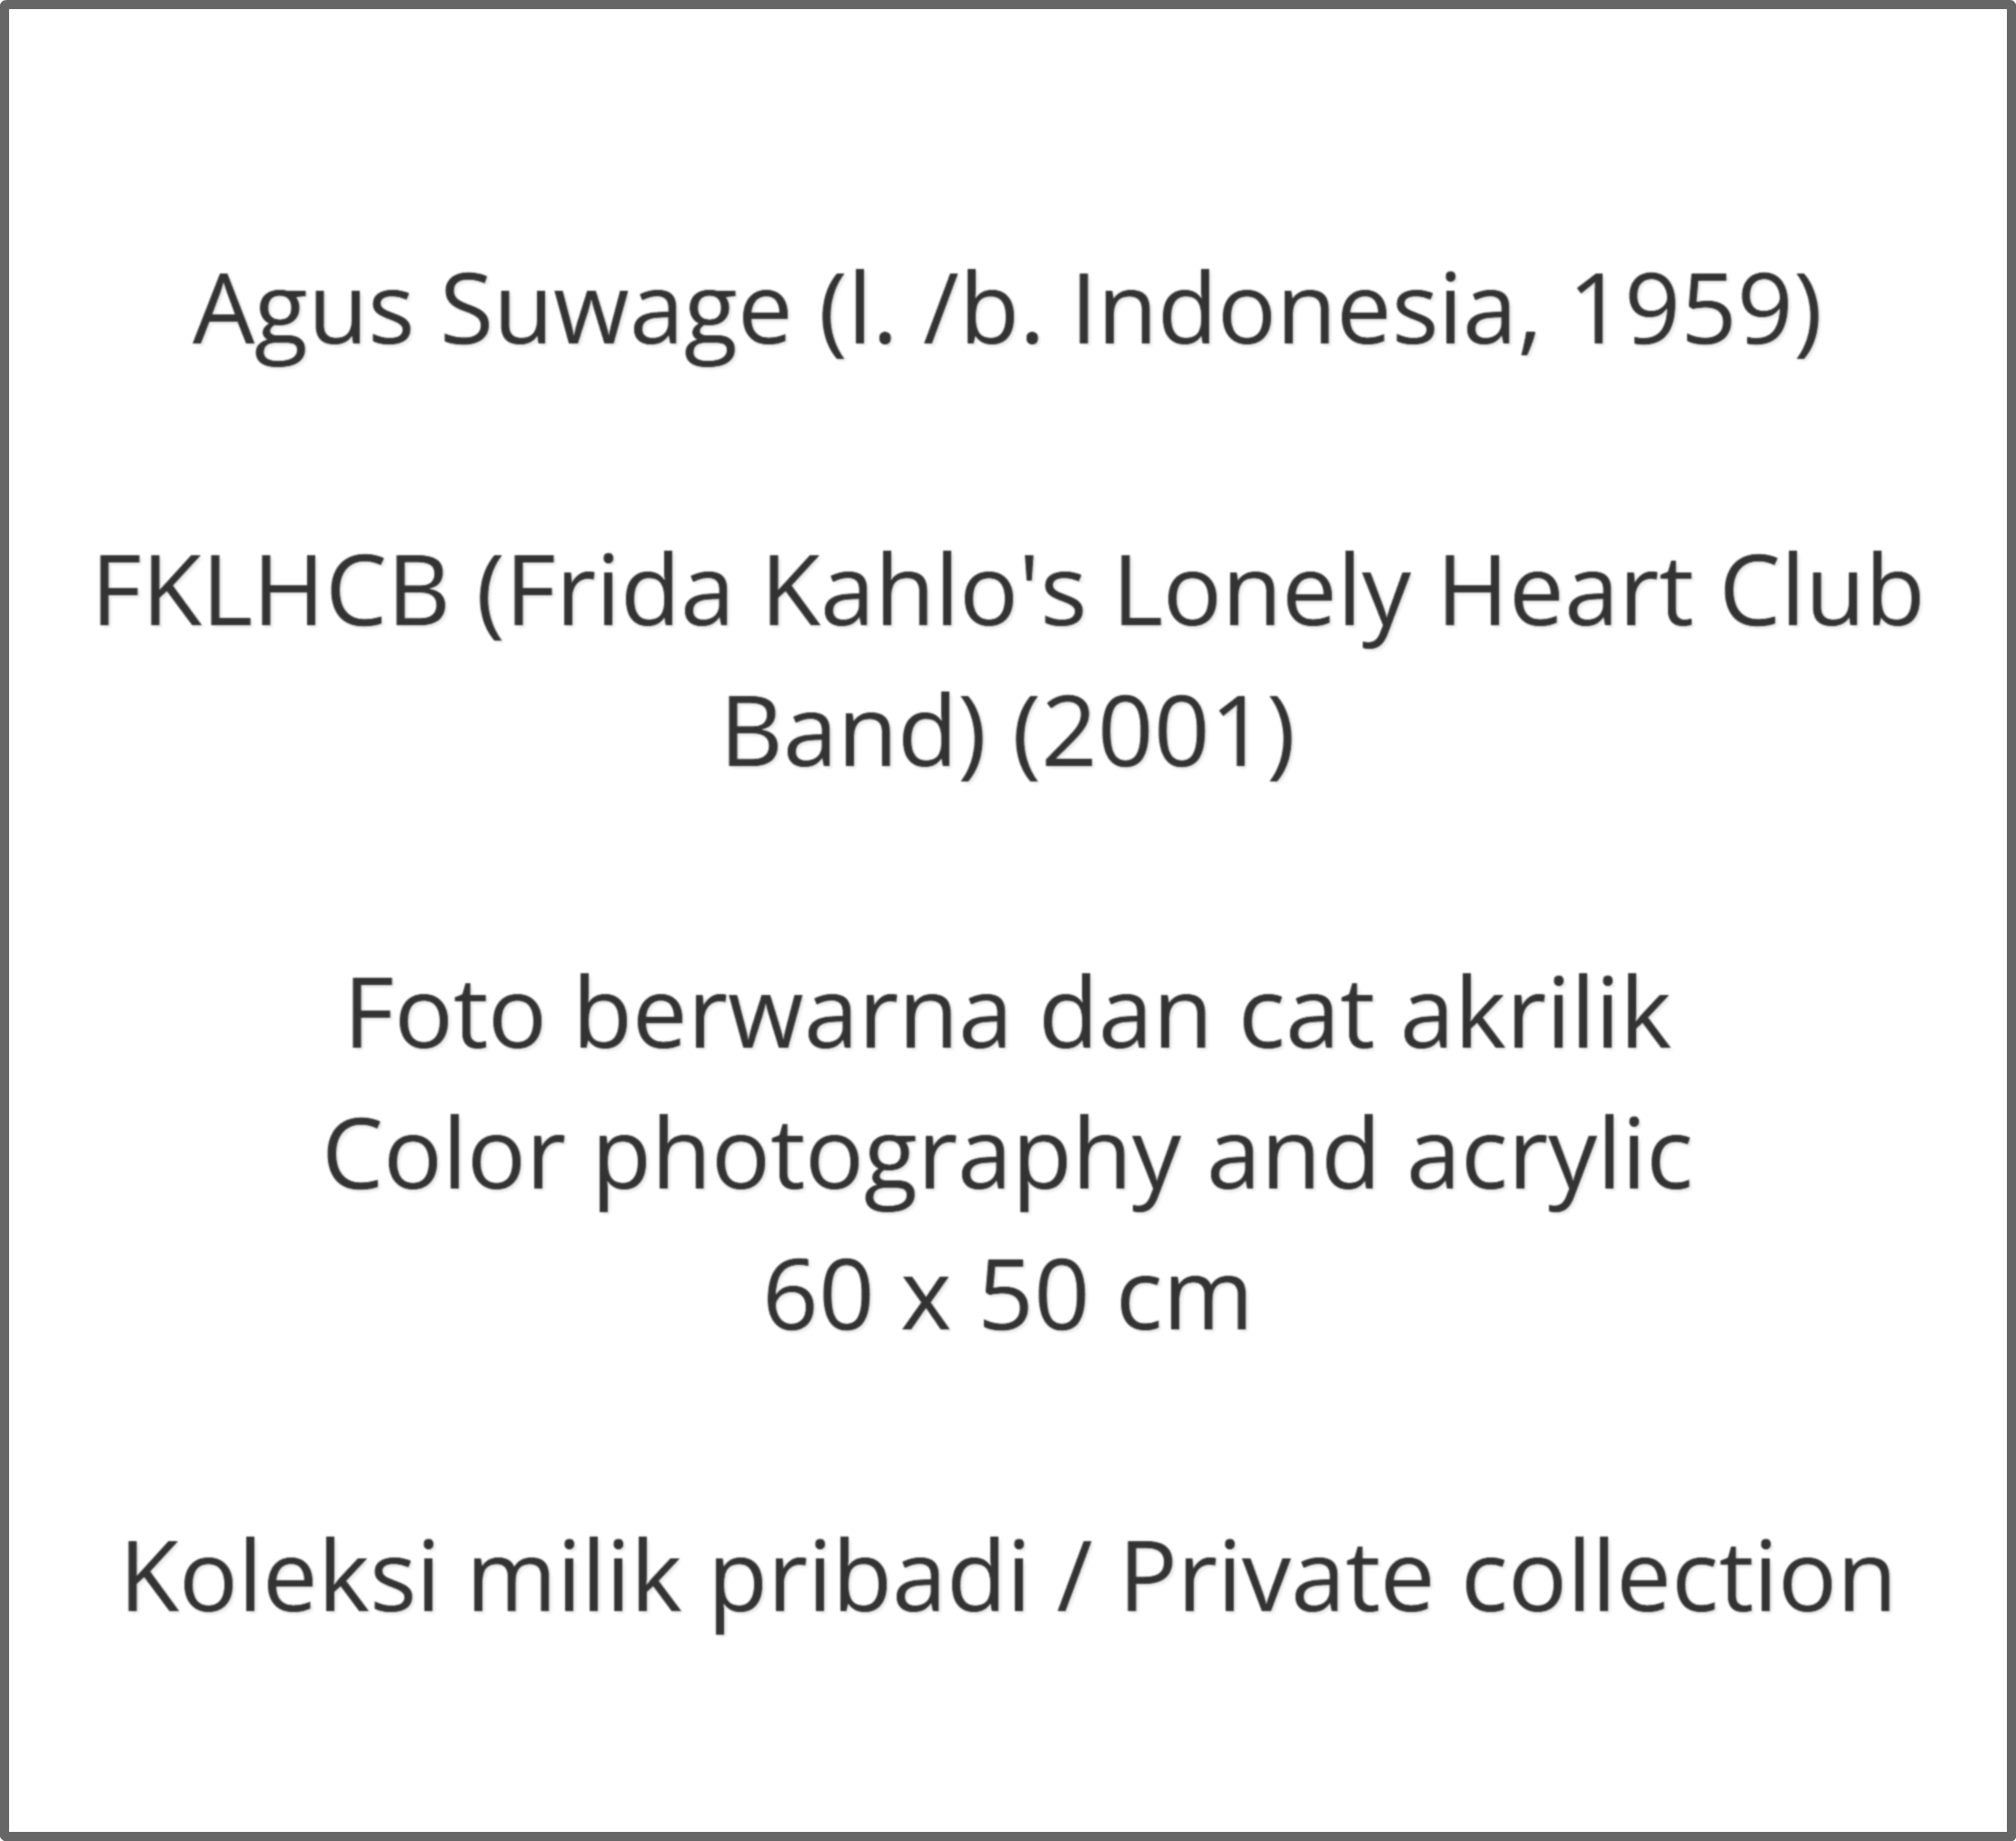 Agus Suwage (l. /b. Indonesia, 1959)
FKLHCB (Frida Kahlo's Lonely Heart Club
Band) (2001)
Foto berwarna dan cat akrilik
Color photography and acrylic
60 x 50 cm
Koleksi milik pribadi / Private collection